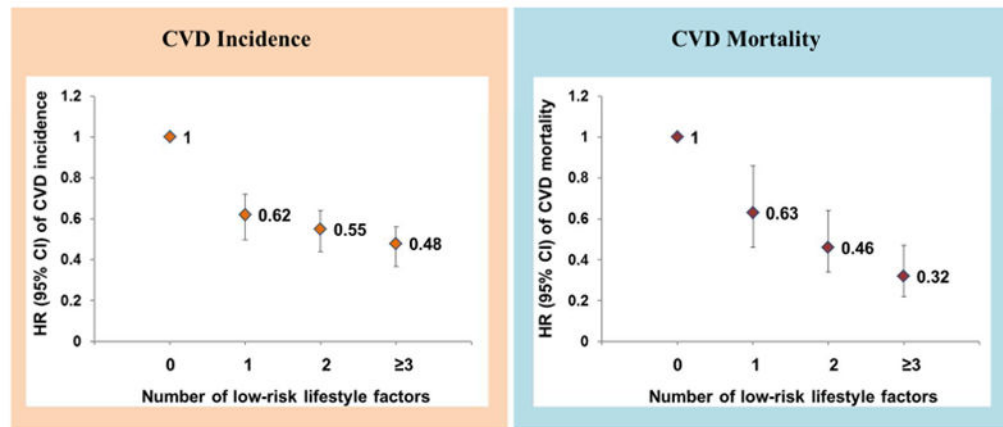 CVD Incidence
HR (95% CI) of CVD incidence
1.2
1
0.8
0.6
0.4
0.2
0
1
0.62
0.55
0.48
0 1 2 ≥3
Number of low-risk lifestyle factors
CVD Mortality
HR (95% CI) of CVD mortality
1.2
1
0.8
0.6
0.4
0.2
0
1
0.63
0.46
0.32
0 1 2 ≥3
Number of low-risk lifestyle factors